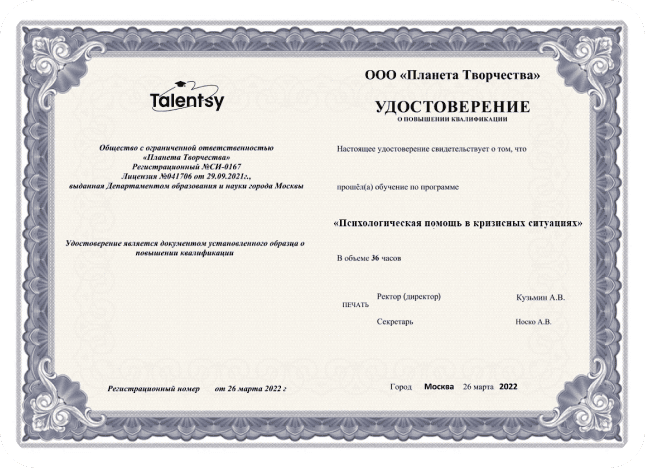 Talentsy
Общество с ограниченной ответственностью
«Планета Творчества»
Регистрационный №СИ-0167
Лицензия №041706 от 29.09.2021г.,
выданная Департаментом образования и науки города Москвы
Удостоверение является документом установленного образца о
повышении квалификации
Регистрационный номер от 26 марта 2022 г
ООО «Планета Творчества»
УДОСТОВЕРЕНИЕ
О ПОВЫШЕНИИ КВАЛИФИКАЦИИ
Настоящее удостоверение свидетельствует о том, что
прошёл(а) обучение по программе
«Психологическая помощь в кризисных ситуациях»
В объеме 36 часов
Ректор (директор) Кузьмин А.В.
ПЕЧАТЬ
Секретарь Носко А.В.
Город Москва 26 марта 2022